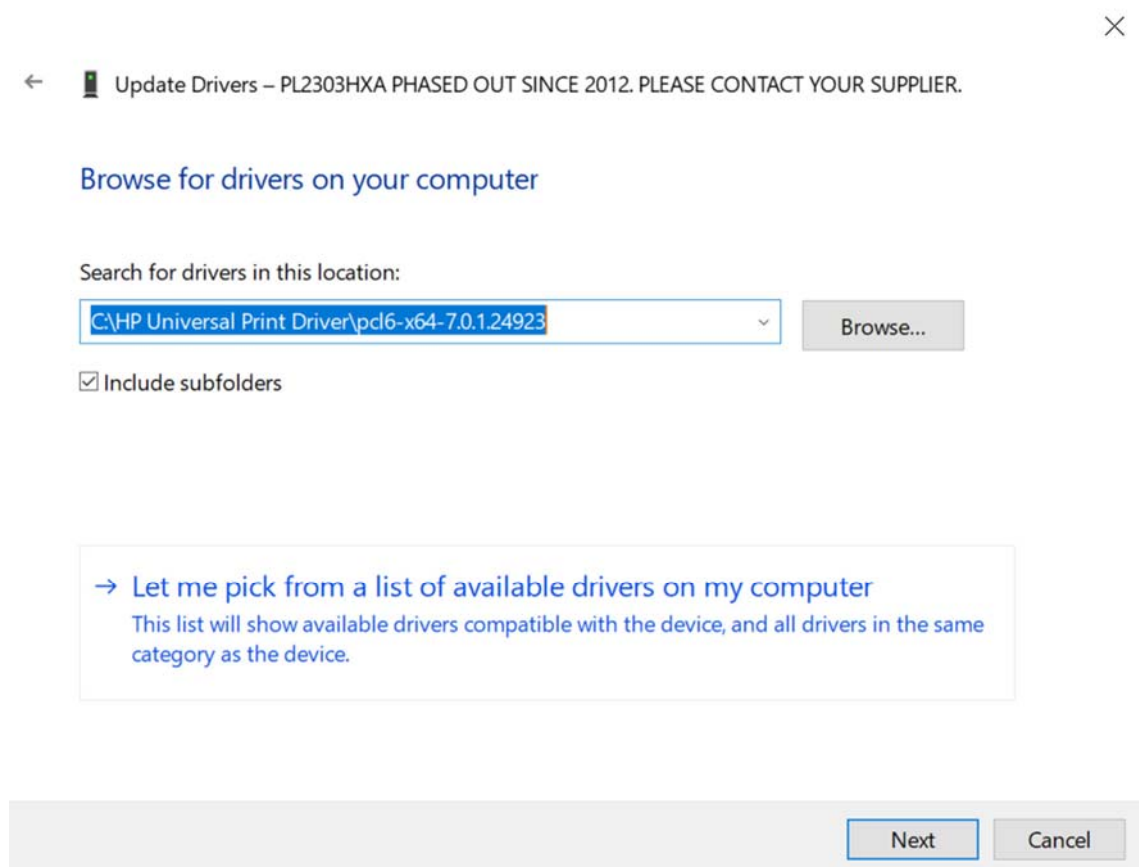 Update Drivers – PL2303HXA PHASED OUT SINCE 2012. PLEASE CONTACT YOUR SUPPLIER.
Browse for drivers on your computer
Search for drivers in this location:
C:\HP Universal Print Driver\pcl6-x64-7.0.1.24923
Browse...
Include subfolders
Let me pick from a list of available drivers on my computer
This list will show available drivers compatible with the device, and all drivers in the same
category as the device.
Next
Cancel